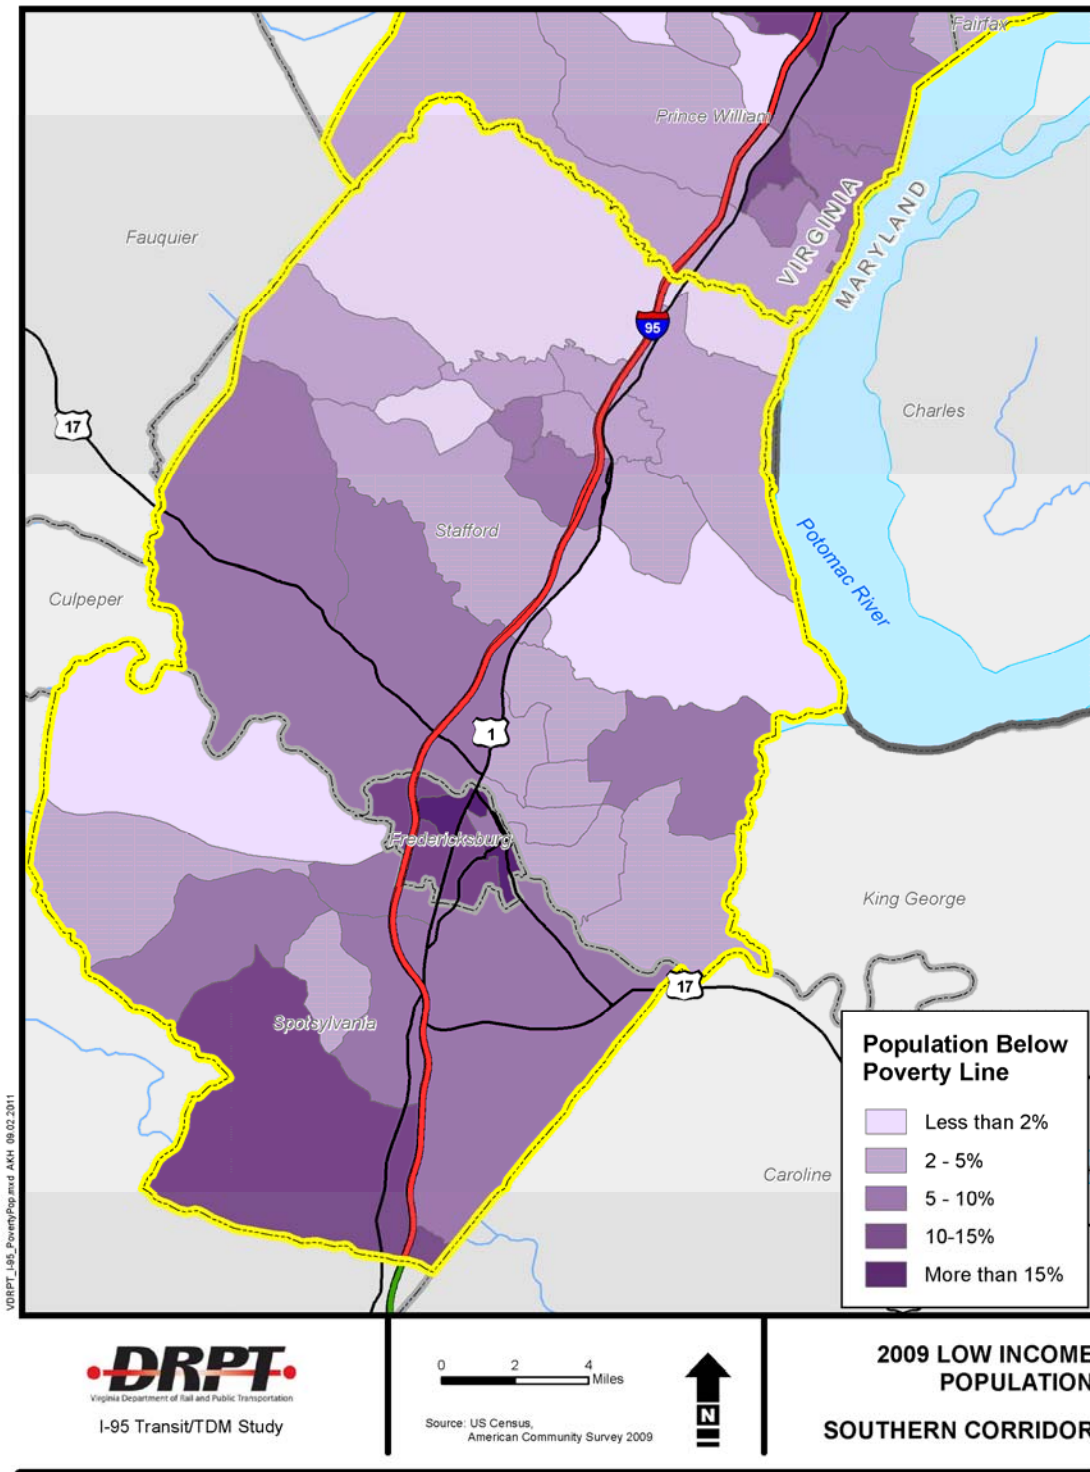 Fairfax
Prince William
VIRGINIA
MARYLAND
Fauquier
95
Charles
17
Stafford
Potomac River
Culpeper
1
Fredericksburg
King George
17
Spotsylvania
Caroline
Population Below
Poverty Line
Less than 2%
2 - 5%
5 - 10%
10-15%
More than 15%
VDRPT_I-95_PovertyPop.mxd AKH 09.02.2011
DRPT
Virginia Department of Rail and Public Transportation
I-95 Transit/TDM Study
0 2 4
Miles
Source: US Census,
American Community Survey 2009
N
2009 LOW INCOME
POPULATION
SOUTHERN CORRIDOR